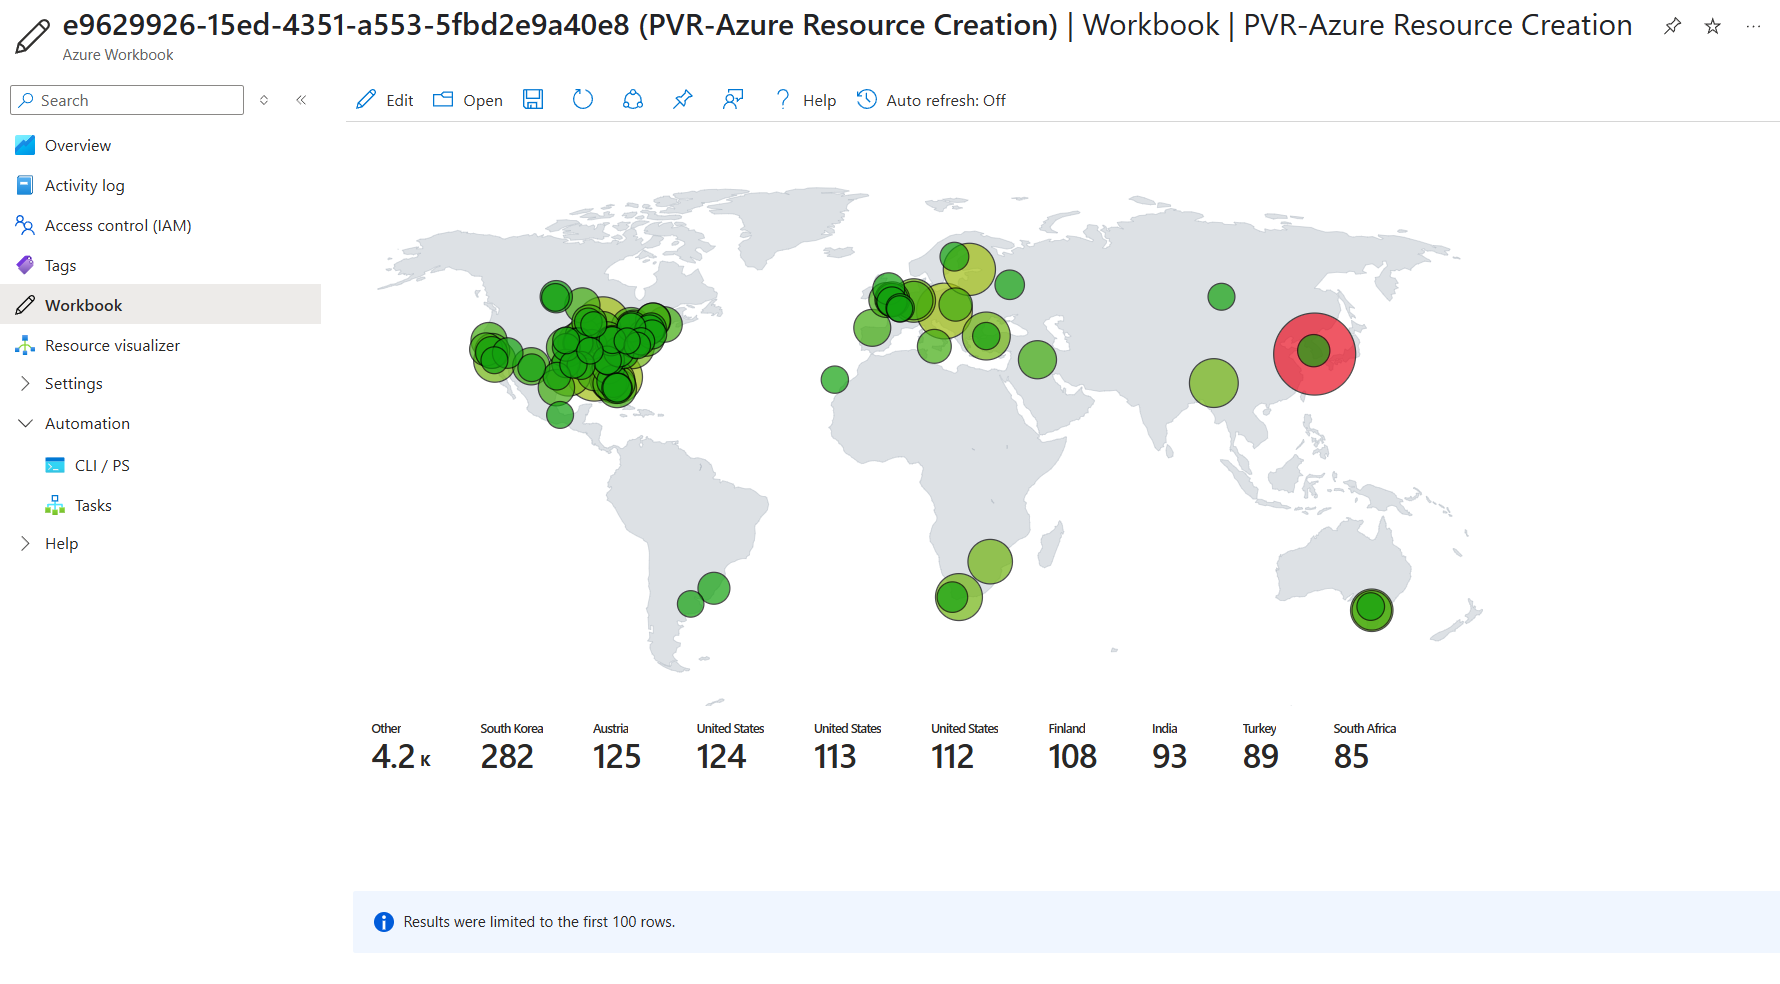 e9629926-15ed-4351-a553-5fbd2e9a40e8 (PVR-Azure Resource Creation) | Workbook | PVR-Azure Resource Creation
Azure Workbook
Search
Edit
Open
Help
Auto refresh: Off
Overview
Activity log
Access control (IAM)
Tags
Workbook
Resource visualizer
Settings
Automation
CLI / PS
Tasks
Help
Other
4.2 K
South Korea
282
Austria
125
United States
124
United States
113
United States
112
Finland
108
India
93
Turkey
89
South Africa
85
Results were limited to the first 100 rows.